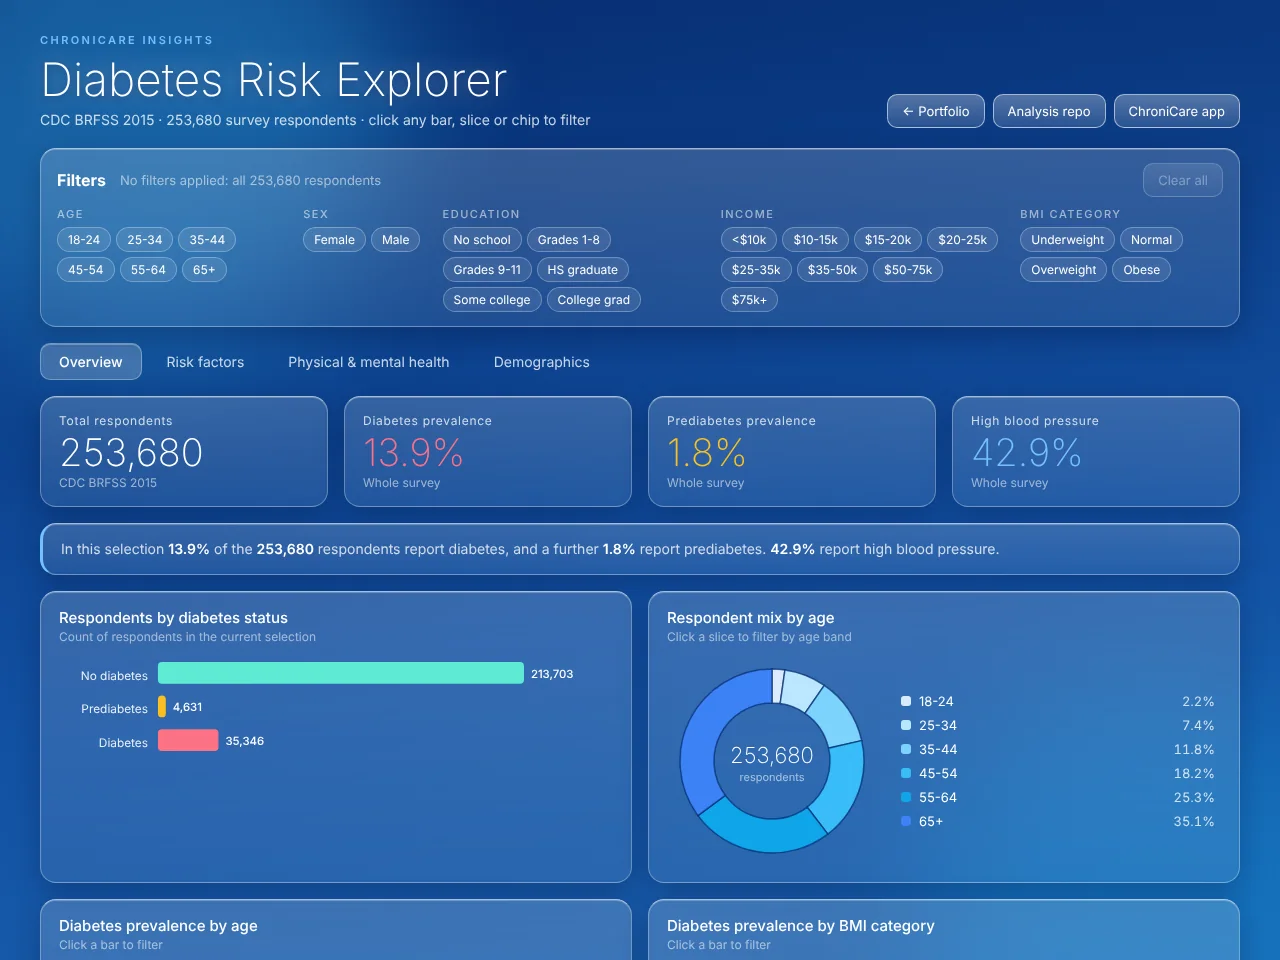 CHRONICARE INSIGHTS
Diabetes Risk Explorer
CDC BRFSS 2015 · 253,680 survey respondents · click any bar, slice or chip to filter
← Portfolio
Analysis repo
ChroniCare app
Filters
No filters applied: all 253,680 respondents
Clear all
AGE
18-24 25-34 35-44
45-54 55-64 65+
SEX
Female Male
EDUCATION
No school Grades 1-8
Grades 9-11 HS graduate
Some college College grad
INCOME
<$10k $10-15k $15-20k $20-25k
$25-35k $35-50k $50-75k
$75k+
BMI CATEGORY
Underweight Normal
Overweight Obese
Overview Risk factors Physical & mental health Demographics
Total respondents
253,680
CDC BRFSS 2015
Diabetes prevalence
13.9%
Whole survey
Prediabetes prevalence
1.8%
Whole survey
High blood pressure
42.9%
Whole survey
In this selection 13.9% of the 253,680 respondents report diabetes, and a further 1.8% report prediabetes. 42.9% report high blood pressure.
Respondents by diabetes status
Count of respondents in the current selection
No diabetes 213,703
Prediabetes 4,631
Diabetes 35,346
Respondent mix by age
Click a slice to filter by age band
253,680
respondents
18-24 2.2%
25-34 7.4%
35-44 11.8%
45-54 18.2%
55-64 25.3%
65+ 35.1%
Diabetes prevalence by age
Click a bar to filter
Diabetes prevalence by BMI category
Click a bar to filter